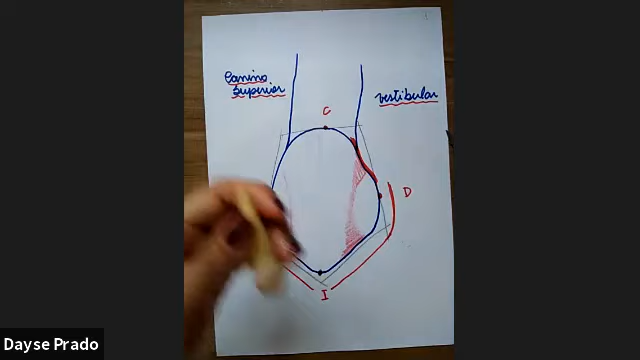 Canino
Superior
Vestibular
C
D
I
Dayse Prado